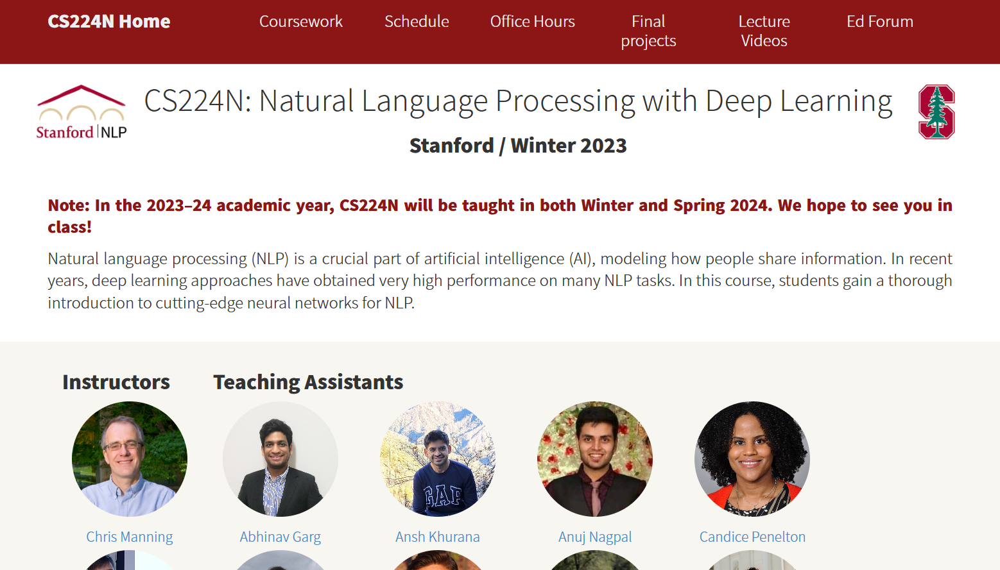 CS224N Home
Coursework
Schedule
Office Hours
Final
projects
Lecture
Videos
Ed Forum
Stanford NLP
CS224N: Natural Language Processing with Deep Learning
Stanford / Winter 2023
S
Note: In the 2023–24 academic year, CS224N will be taught in both Winter and Spring 2024. We hope to see you in
class!
Natural language processing (NLP) is a crucial part of artificial intelligence (AI), modeling how people share information. In recent
years, deep learning approaches have obtained very high performance on many NLP tasks. In this course, students gain a thorough
introduction to cutting-edge neural networks for NLP.
Instructors
Teaching Assistants
GAP
Chris Manning
Abhinav Garg
Ansh Khurana
Anuj Nagpal
Candice Penelton